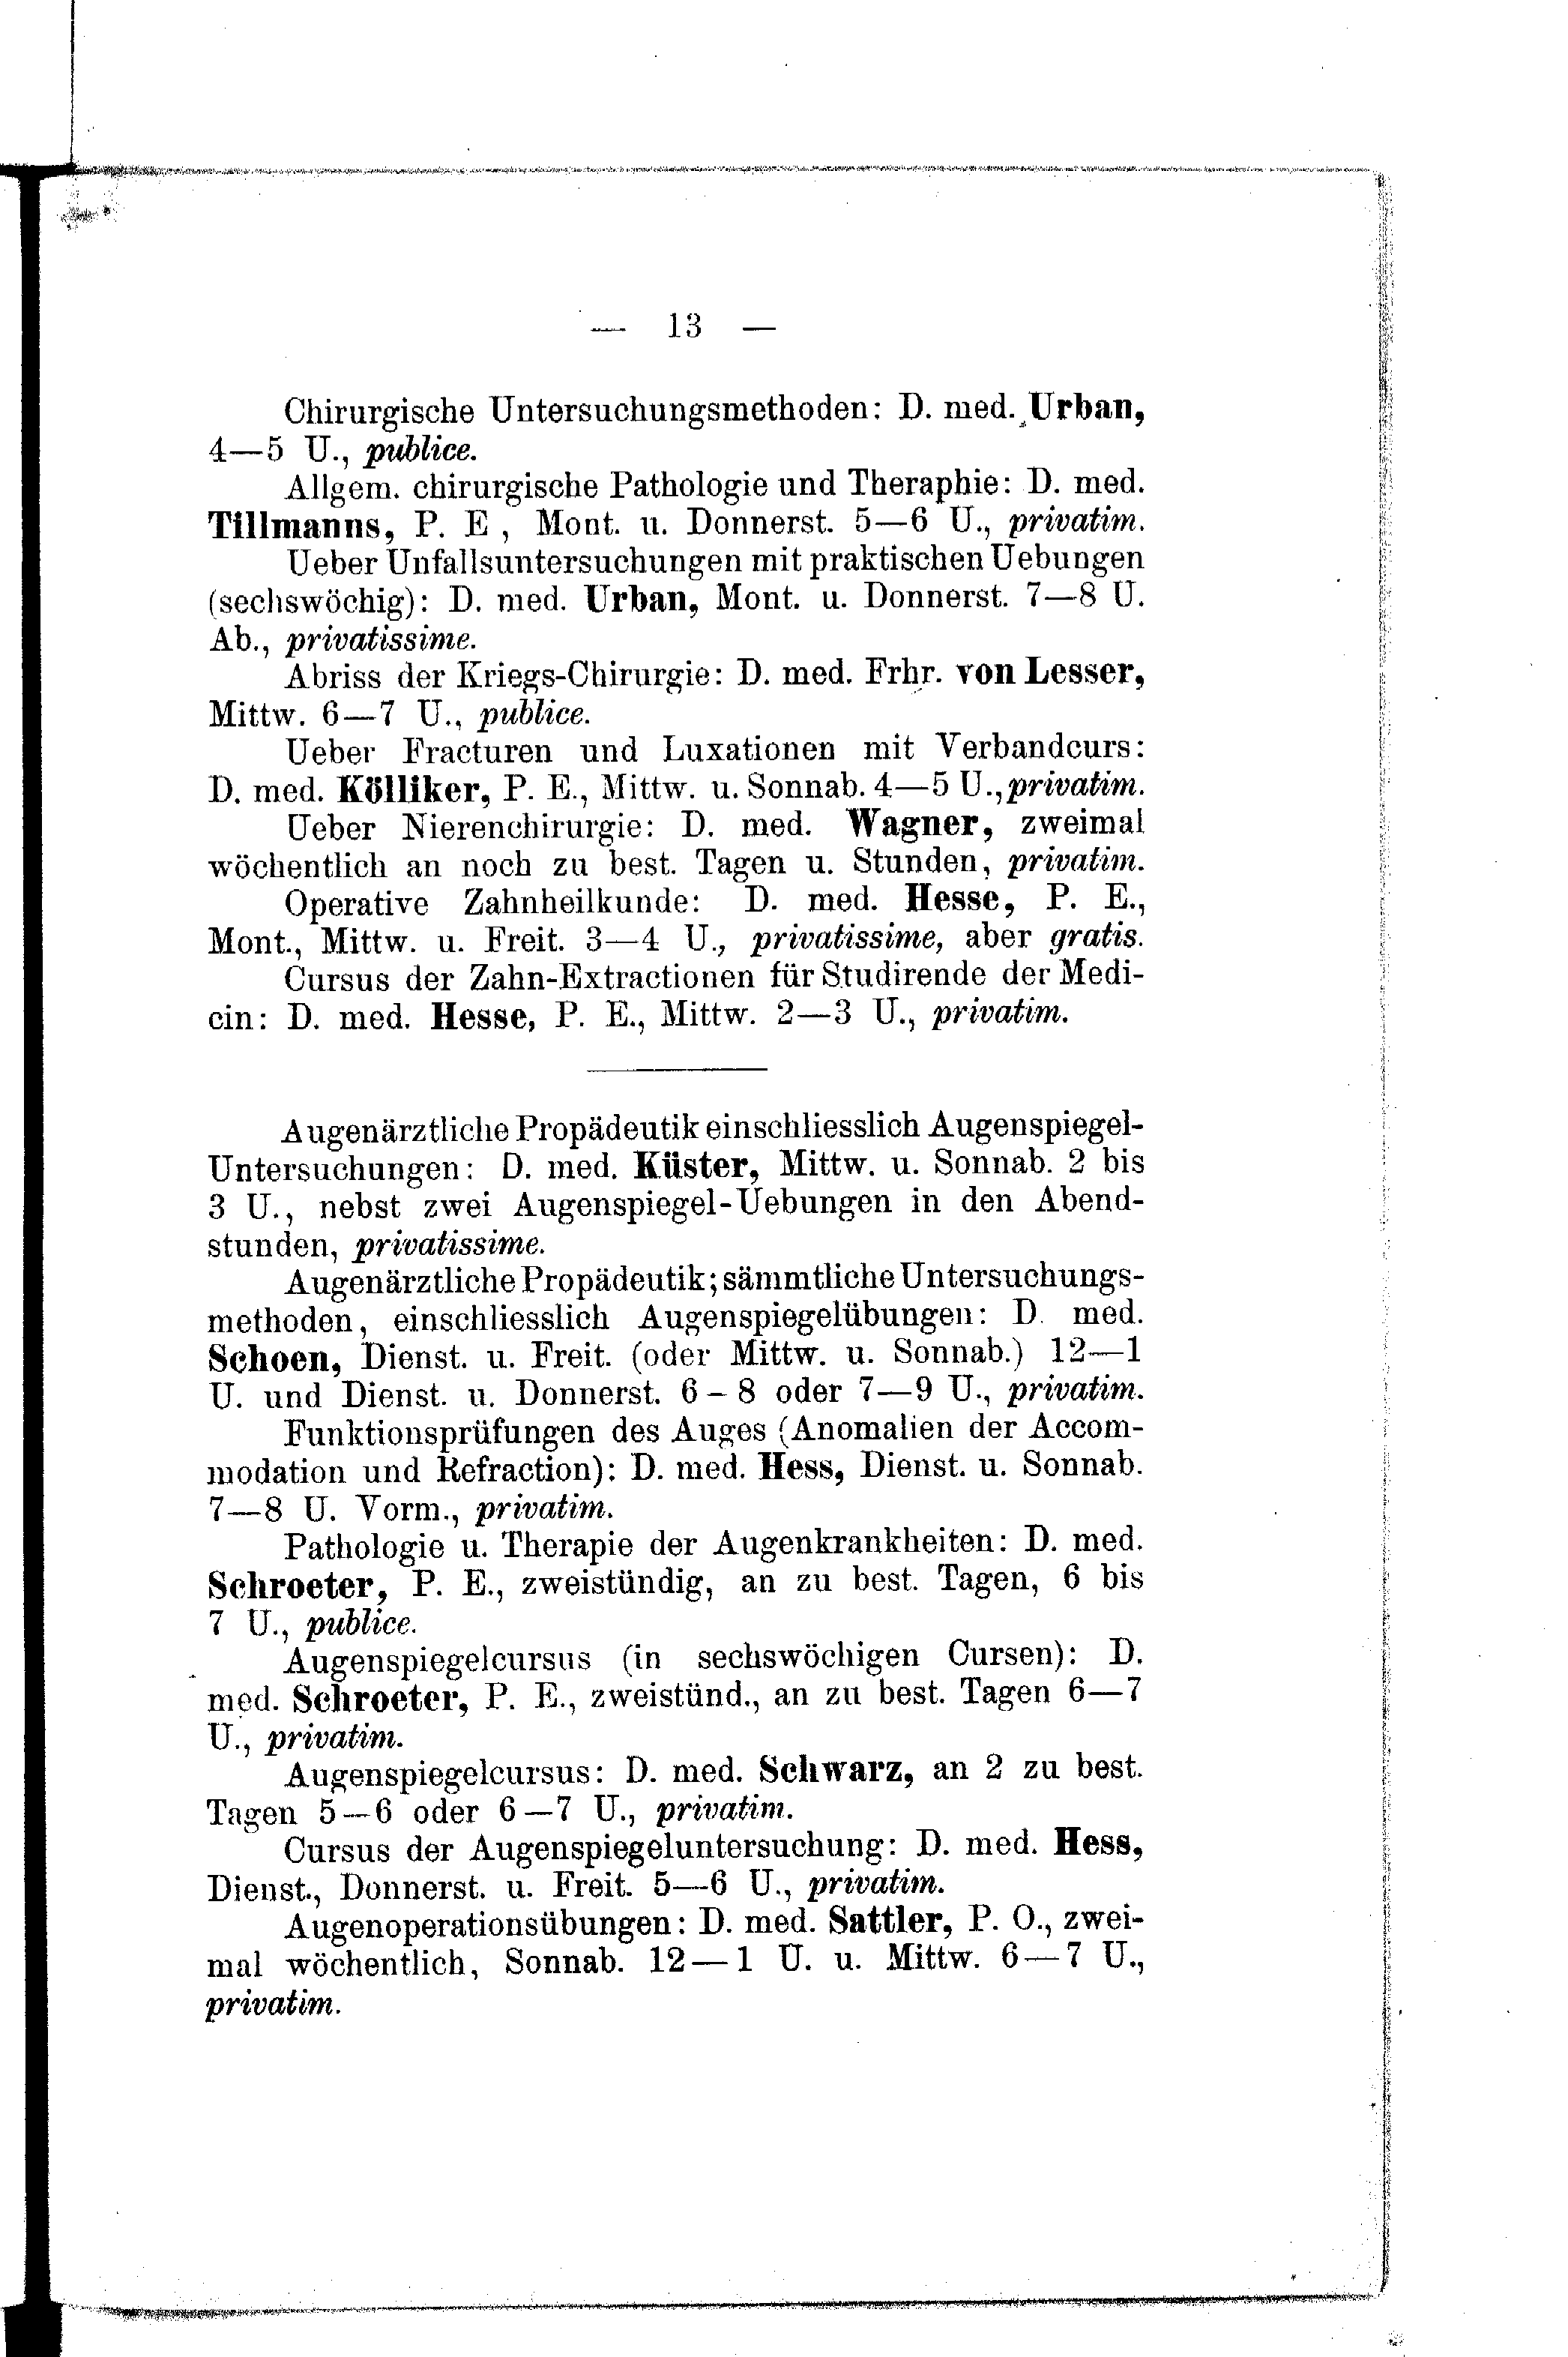 — 13 —
Chirurgische Untersuchungsmethoden: D. med. Urban,
4—5 U., publice.
Allgem. chirurgische Pathologie und Theraphie: D. med.
Tillmanns, P. E , Mont. u. Donnerst. 5—6 U., privatim.
Ueber Unfallsuntersuchungen mit praktischen Uebungen
(sechswöchig): D. med. Urban, Mont. u. Donnerst. 7—8 U.
Ab., privatissime.
Abriss der Kriegs-Chirurgie: D. med. Frhr. von Lesser,
Mittw. 6—7 U., publice.
Ueber Fracturen und Luxationen mit Verbandcurs:
D. med. Kölliker, P. E., Mittw. u. Sonnab. 4—5 U., privatim.
Ueber Nierenchirurgie: D. med. Wagner, zweimal
wöchentlich an noch zu best. Tagen u. Stunden, privatim.
Operative Zahnheilkunde: D. med. Hesse, P. E.,
Mont., Mittw. u. Freit. 3—4 U., privatissime, aber gratis.
Cursus der Zahn-Extractionen für Studirende der Medi-
cin: D. med. Hesse, P. E., Mittw. 2—3 U., privatim.
Augenärztliche Propädeutik einschliesslich Augenspiegel-
Untersuchungen: D. med. Küster, Mittw. u. Sonnab. 2 bis
3 U., nebst zwei Augenspiegel-Uebungen in den Abend-
stunden, privatissime.
Augenärztliche Propädeutik; sämmtliche Untersuchungs-
methoden, einschliesslich Augenspiegelübungen: D. med.
Schoen, Dienst. u. Freit. (oder Mittw. u. Sonnab.) 12—1
U. und Dienst. u. Donnerst. 6–8 oder 7—9 U., privatim.
Funktionsprüfungen des Auges (Anomalien der Accom-
modation und Refraction): D. med. Hess, Dienst. u. Sonnab.
7—8 U. Vorm., privatim.
Pathologie u. Therapie der Augenkrankheiten: D. med.
Schroeter, P. E., zweistündig, an zu best. Tagen, 6 bis
7 U., publice.
Augenspiegelcursus (in sechswöchigen Cursen): D.
med. Schroeter, P. E., zweistünd., an zu best. Tagen 6—7
U., privatim.
Augenspiegelcursus: D. med. Schwarz, an 2 zu best.
Tagen 5—6 oder 6—7 U., privatim.
Cursus der Augenspiegeluntersuchung: D. med. Hess,
Dienst., Donnerst. u. Freit. 5—6 U., privatim.
Augenoperationsübungen: D. med. Sattler, P. O., zwei-
mal wöchentlich, Sonnab. 12—1 U. u. Mittw. 6—7 U.,
privatim.